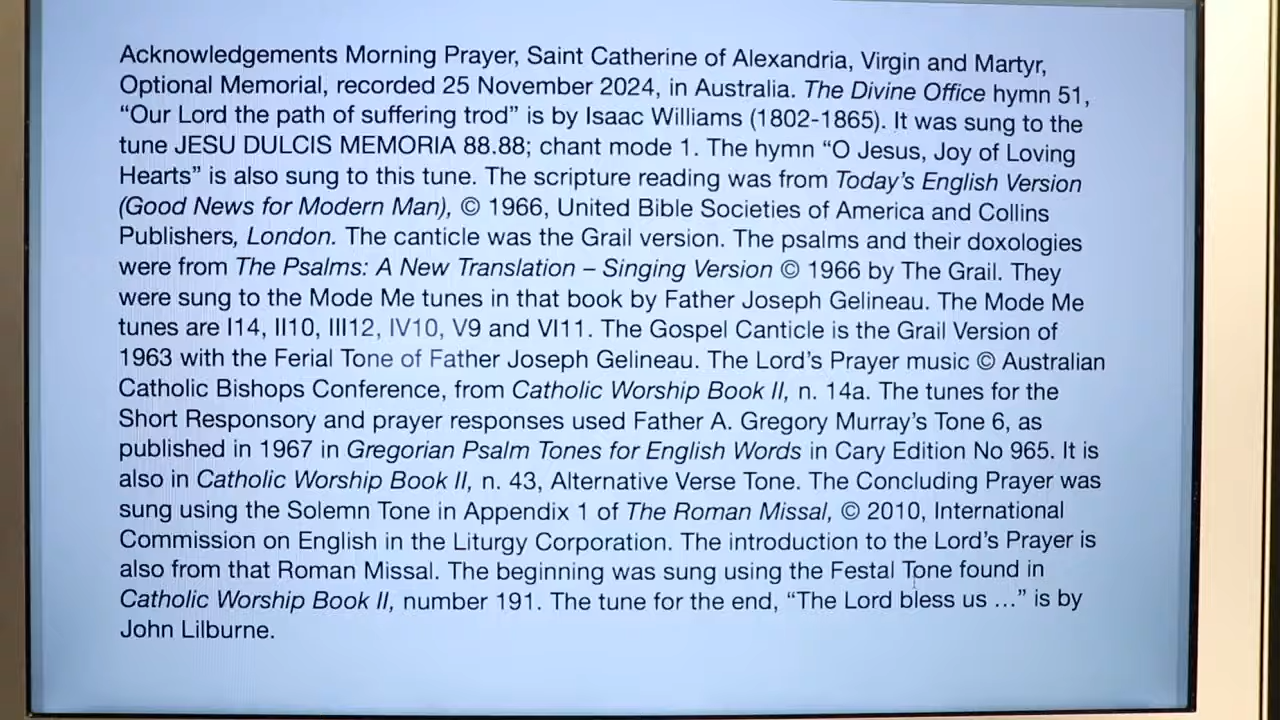 Acknowledgements Morning Prayer, Saint Catherine of Alexandria, Virgin and Martyr,
Optional Memorial, recorded 25 November 2024, in Australia. The Divine Office hymn 51,
“Our Lord the path of suffering trod” is by Isaac Williams (1802-1865). It was sung to the
tune JESU DULCIS MEMORIA 88.88; chant mode 1. The hymn “O Jesus, Joy of Loving
Hearts” is also sung to this tune. The scripture reading was from Today’s English Version
(Good News for Modern Man), © 1966, United Bible Societies of America and Collins
Publishers, London. The canticle was the Grail version. The psalms and their doxologies
were from The Psalms: A New Translation – Singing Version © 1966 by The Grail. They
were sung to the Mode Me tunes in that book by Father Joseph Gelineau. The Mode Me
tunes are I14, II10, III12, IV10, V9 and VI11. The Gospel Canticle is the Grail Version of
1963 with the Ferial Tone of Father Joseph Gelineau. The Lord’s Prayer music © Australian
Catholic Bishops Conference, from Catholic Worship Book II, n. 14a. The tunes for the
Short Responsory and prayer responses used Father A. Gregory Murray’s Tone 6, as
published in 1967 in Gregorian Psalm Tones for English Words in Cary Edition No 965. It is
also in Catholic Worship Book II, n. 43, Alternative Verse Tone. The Concluding Prayer was
sung using the Solemn Tone in Appendix 1 of The Roman Missal, © 2010, International
Commission on English in the Liturgy Corporation. The introduction to the Lord’s Prayer is
also from that Roman Missal. The beginning was sung using the Festal Tone found in
Catholic Worship Book II, number 191. The tune for the end, “The Lord bless us …” is by
John Lilburne.